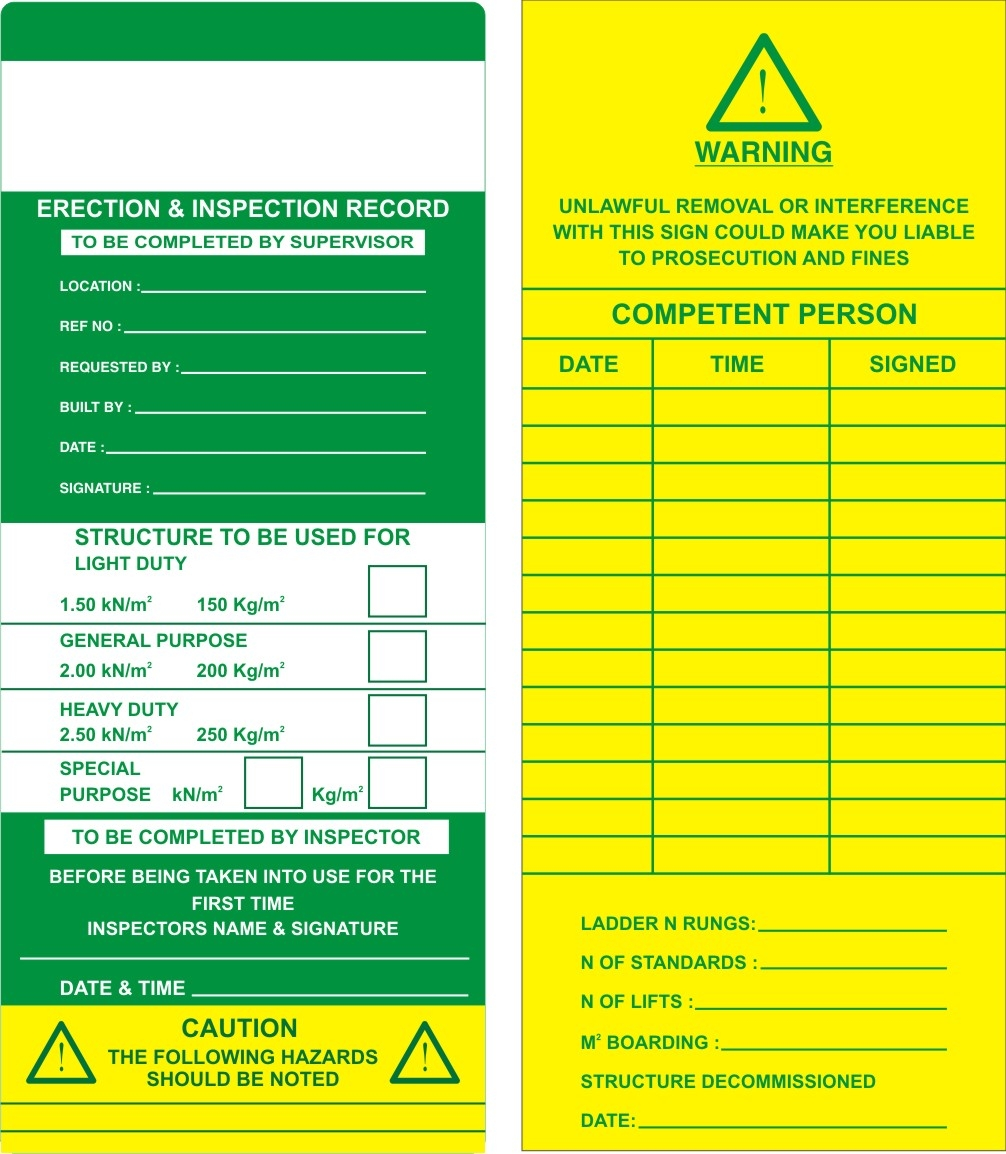 ERECTION & INSPECTION RECORD
TO BE COMPLETED BY SUPERVISOR
LOCATION :
REF NO :
REQUESTED BY :
BUILT BY :
DATE :
SIGNATURE :
STRUCTURE TO BE USED FOR
LIGHT DUTY
1.50 kN/m² 150 Kg/m²
GENERAL PURPOSE
2.00 kN/m² 200 Kg/m²
HEAVY DUTY
2.50 kN/m² 250 Kg/m²
SPECIAL
PURPOSE kN/m² Kg/m²
TO BE COMPLETED BY INSPECTOR
BEFORE BEING TAKEN INTO USE FOR THE
FIRST TIME
INSPECTORS NAME & SIGNATURE
DATE & TIME
!
CAUTION
!
THE FOLLOWING HAZARDS
SHOULD BE NOTED
!
WARNING
UNLAWFUL REMOVAL OR INTERFERENCE
WITH THIS SIGN COULD MAKE YOU LIABLE
TO PROSECUTION AND FINES
COMPETENT PERSON
DATE TIME SIGNED
LADDER N RUNGS:
N OF STANDARDS :
N OF LIFTS :
M² BOARDING :
STRUCTURE DECOMMISSIONED
DATE: